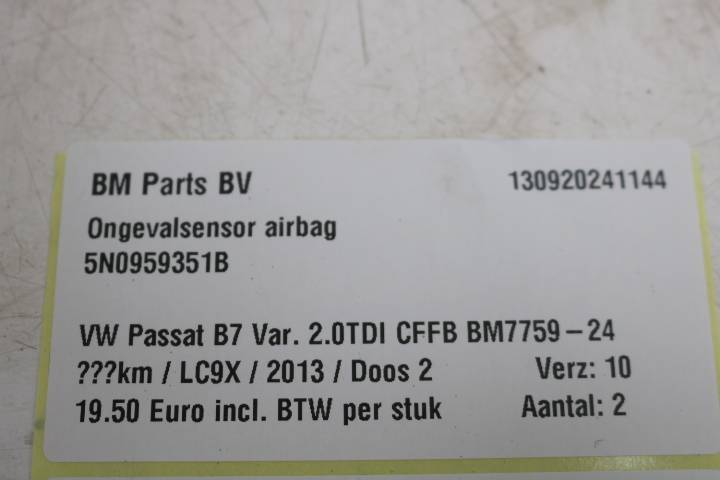 BM Parts BV 130920241144
Ongevalsensor airbag
5N0959351B
VW Passat B7 Var. 2.0TDI CFFB BM7759-24
???km / LC9X / 2013 / Doos 2 Verz: 10
19.50 Euro incl. BTW per stuk Aantal: 2